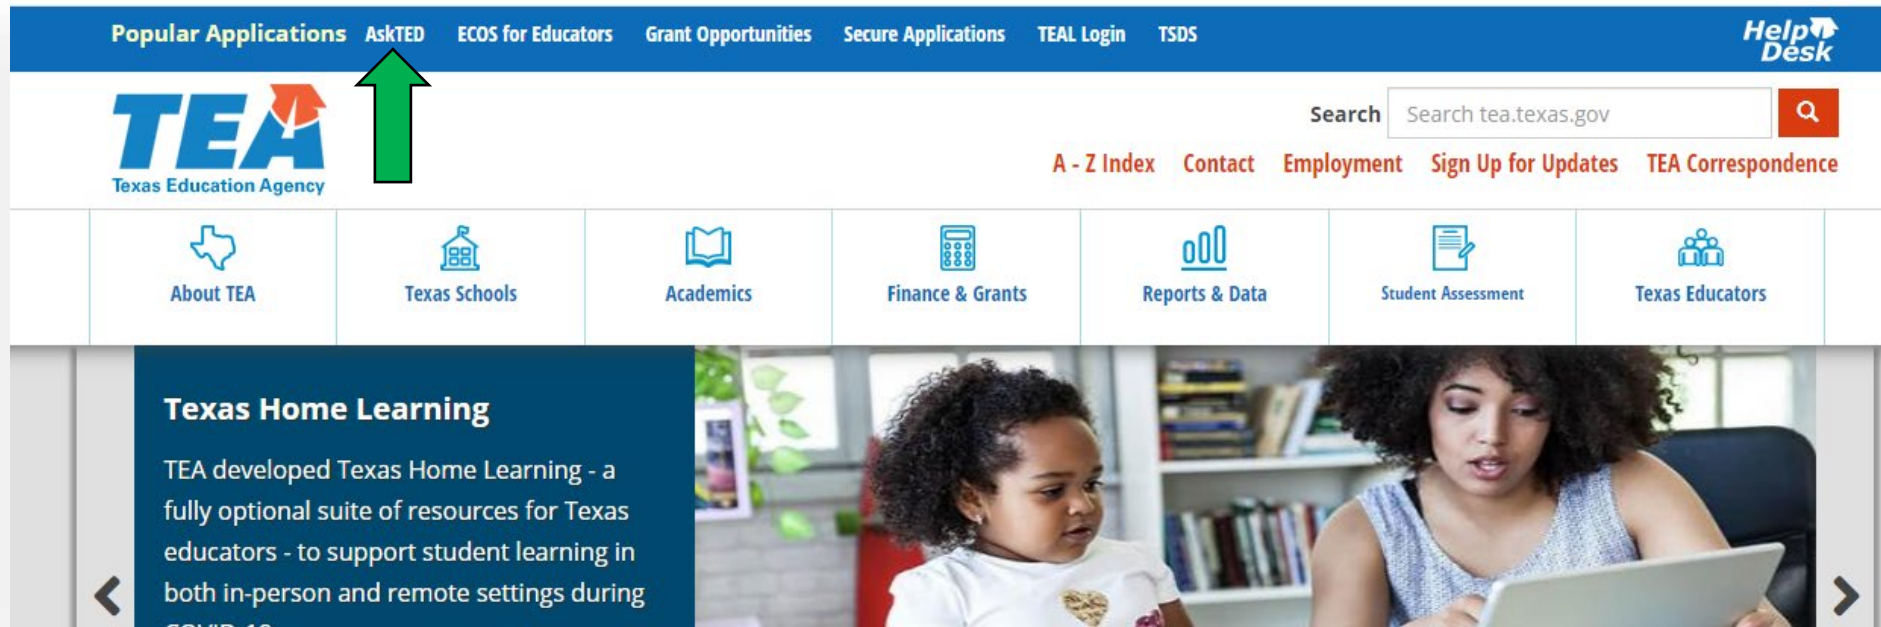 Popular Applications AskTED ECOS for Educators Grant Opportunities Secure Applications TEAL Login TSDS
Help
Desk
TEA
Texas Education Agency
Search Search tea.texas.gov
A - Z Index Contact Employment Sign Up for Updates TEA Correspondence
About TEA Texas Schools Academics Finance & Grants Reports & Data Student Assessment Texas Educators
Texas Home Learning
TEA developed Texas Home Learning - a
fully optional suite of resources for Texas
educators - to support student learning in
both in-person and remote settings during